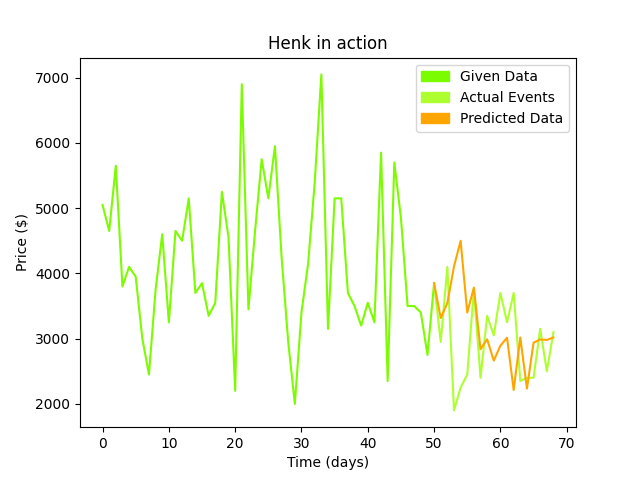 Henk in action
Given Data
Actual Events
Predicted Data
Price ($)
7000
6000
5000
4000
3000
2000
0 10 20 30 40 50 60 70
Time (days)